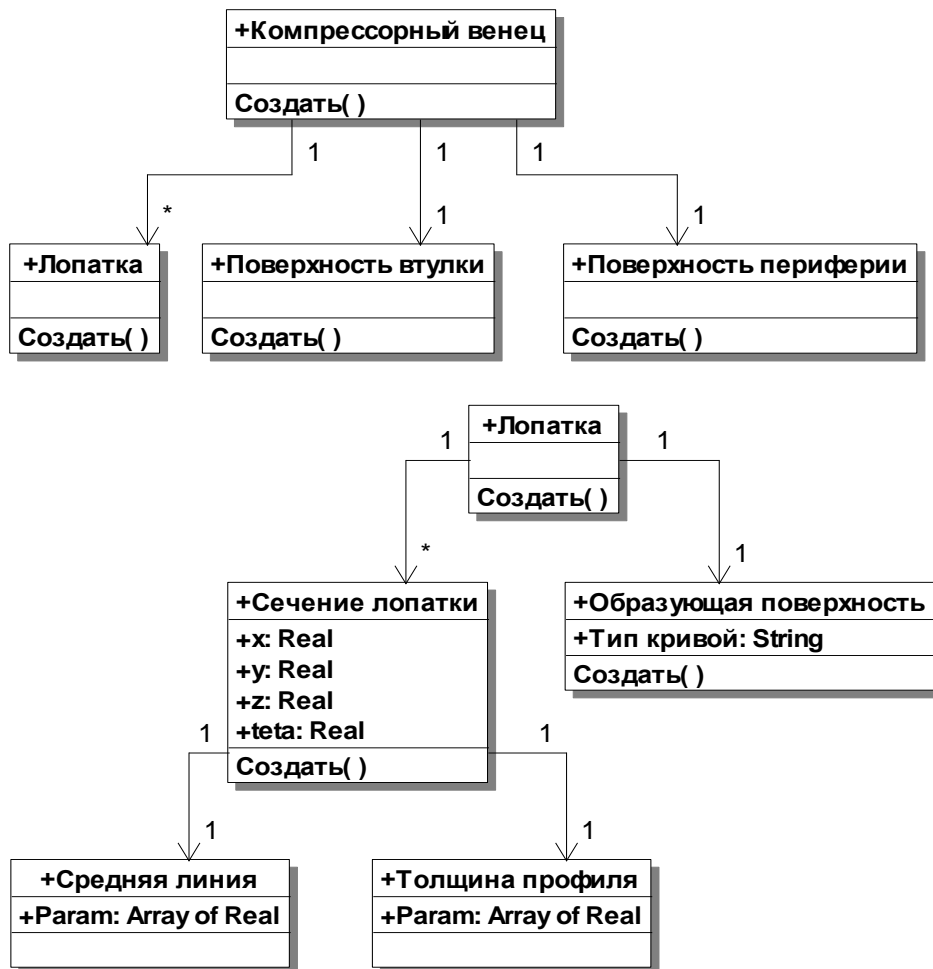 +Компрессорный венец
Создать( )
1
1
1
*
1
1
+Лопатка
+Поверхность втулки
+Поверхность периферии
Создать( )
Создать( )
Создать( )
+Лопатка
1
1
Создать( )
*
1
+Сечение лопатки
+x: Real
+y: Real
+z: Real
+teta: Real
Создать( )
+Образующая поверхность
+Тип кривой: String
Создать( )
1
1
1
1
+Средняя линия
+Param: Array of Real
+Толщина профиля
+Param: Array of Real